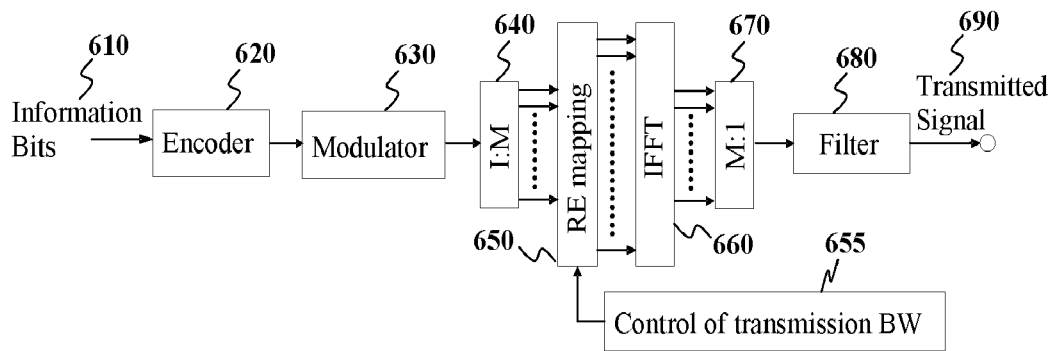 610
Information
Bits
620
Encoder
630
Modulator
640
I:M
650
RE mapping
IFFT
660
670
M:1
680
Filter
690
Transmitted
Signal
655
Control of transmission BW